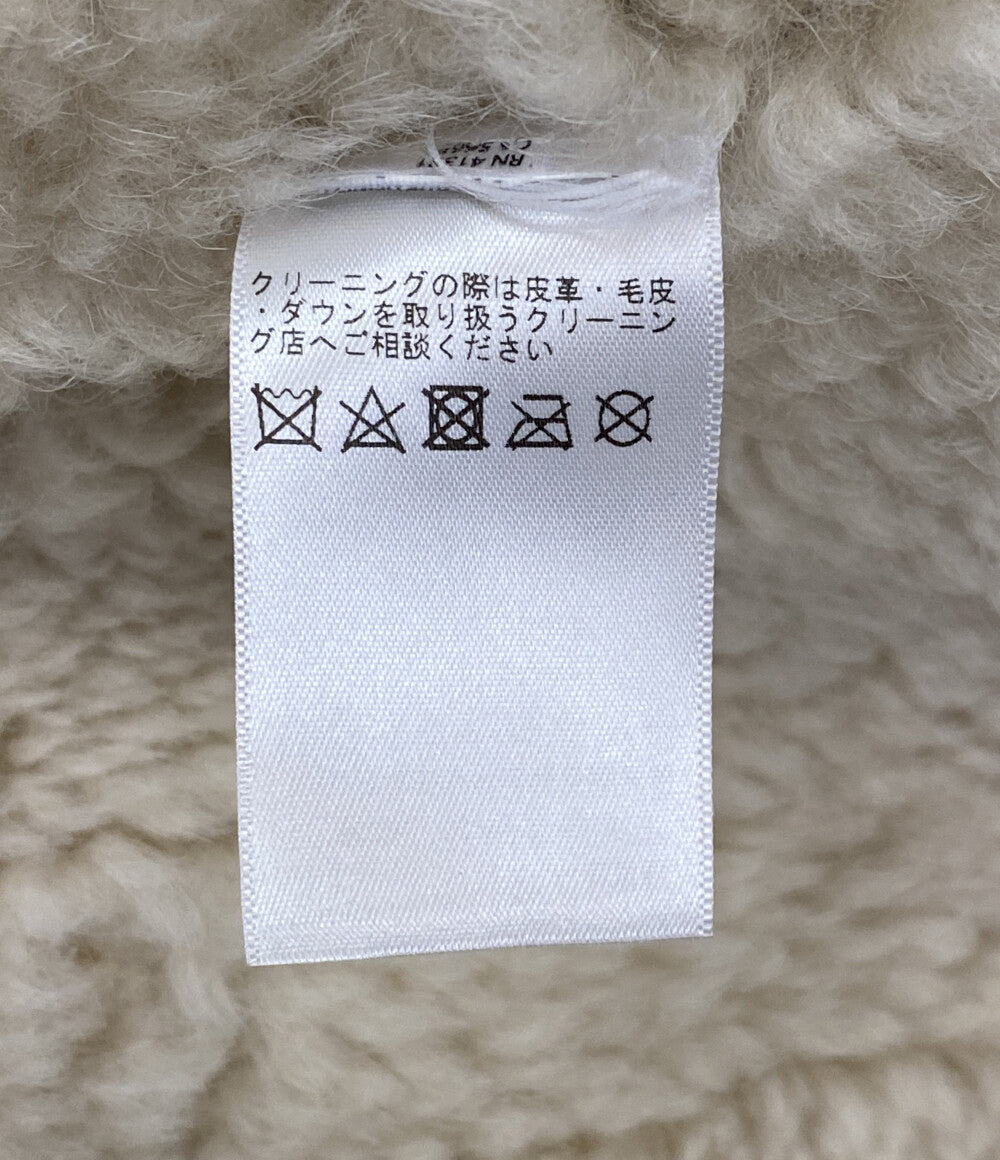 クリーニングの際は皮革・毛皮
・ダウンを取り扱うクリーニン
グ店へご相談ください